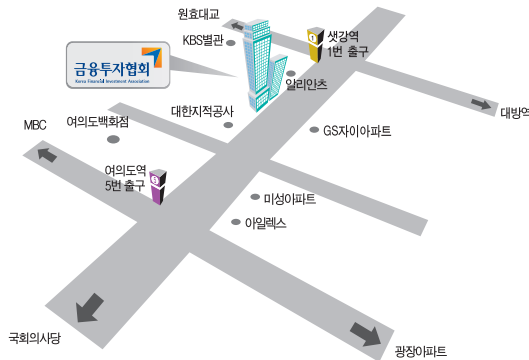 원효대교
KBS별관
샛강역
1번 출구
1
금융투자협회
Korea Financial Investment Association
알리안츠
대방역
대한지적공사
GS자이아파트
MBC
여의도백화점
여의도역
5번 출구
5
미성아파트
아일렉스
국회의사당
광장아파트